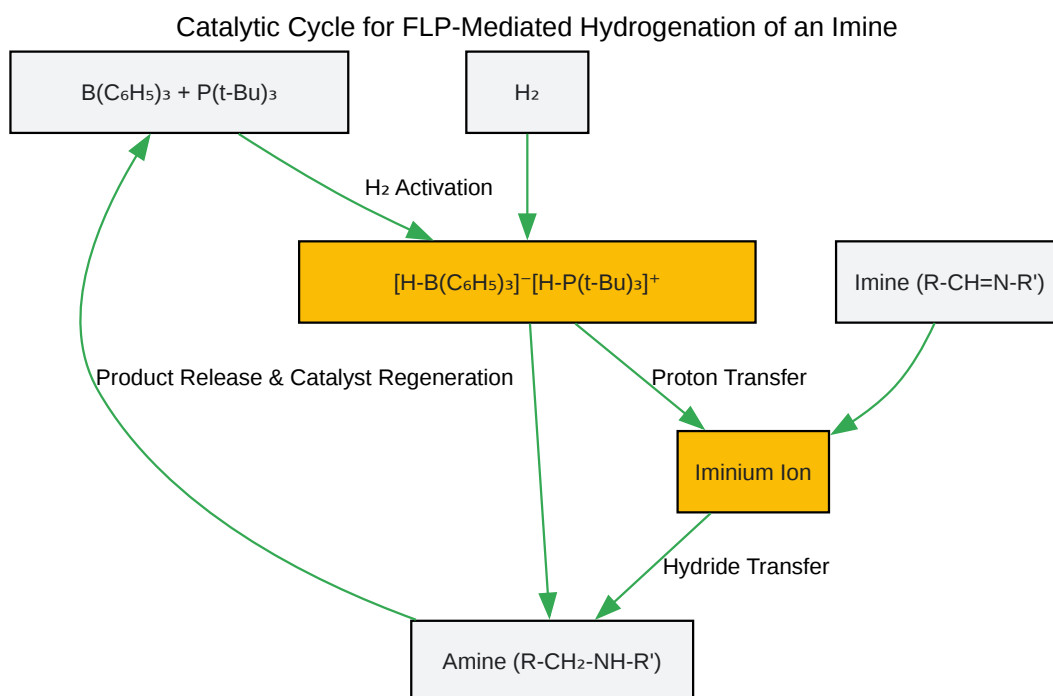 Catalytic Cycle for FLP-Mediated Hydrogenation of an Imine
B(C₆H₅)₃ + P(t-Bu)₃
H₂
H₂ Activation
[H-B(C₆H₅)₃]⁻[H-P(t-Bu)₃]⁺
Imine (R-CH=N-R')
Product Release & Catalyst Regeneration
Proton Transfer
Iminium Ion
Hydride Transfer
Amine (R-CH₂-NH-R')